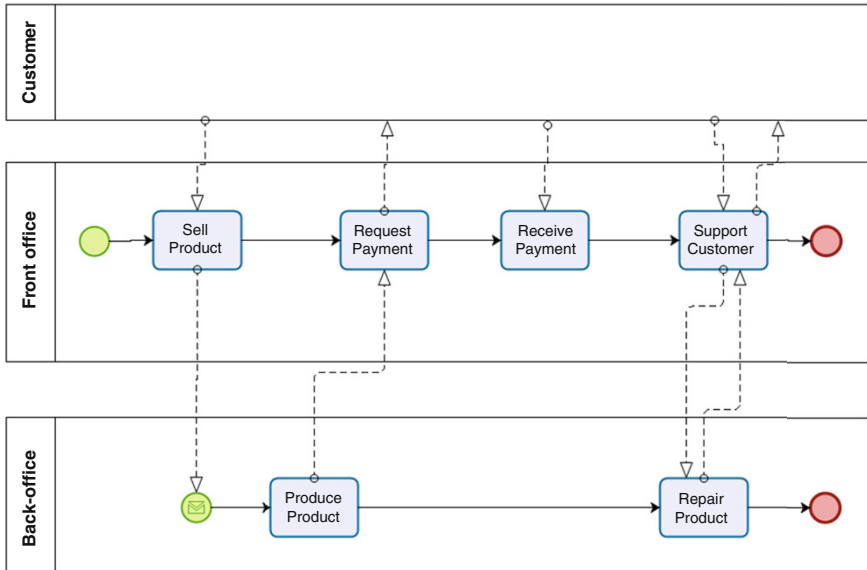 Customer
Front office
Sell
Product
Request
Payment
Receive
Payment
Support
Customer
Back-office
Produce
Product
Repair
Product